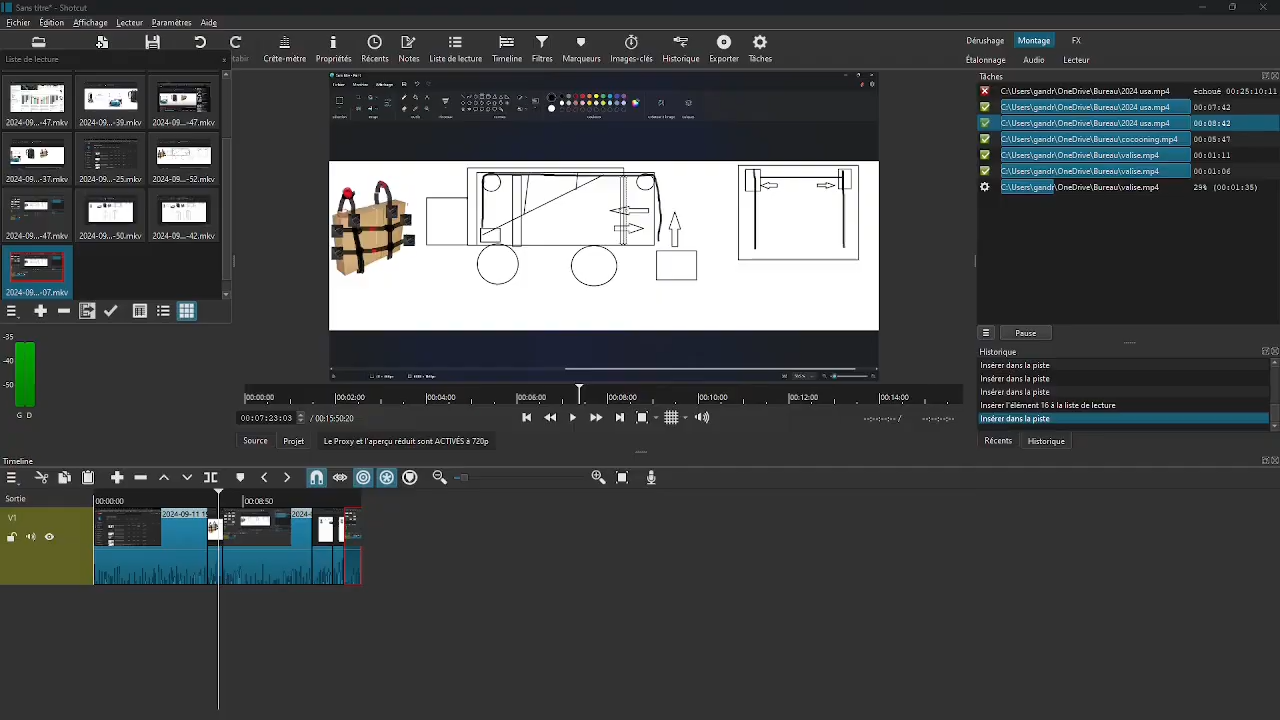 Sans titre* - Shotcut
Fichier Édition Affichage Lecteur Paramètres Aide
Crête-mètre Propriétés Récents Notes Liste de lecture Timeline Filtres Marqueurs Images-clés Historique Exporter Tâches
Dérushage Montage FX
Étalonnage Audio Lecteur
Liste de lecture
2024-09...-47.mkv 2024-09...-39.mkv 2024-09...-47.mkv
2024-09...-37.mkv 2024-09...-25.mkv 2024-09...-52.mkv
2024-09...-47.mkv 2024-09...-50.mkv 2024-09...-42.mkv
2024-09...-07.mkv
Tâches
C:\Users\gandr\OneDrive\Bureau\2024 usa.mp4 échoué 00:25:10:11
C:\Users\gandr\OneDrive\Bureau\2024 usa.mp4 00:07:42
C:\Users\gandr\OneDrive\Bureau\2024 usa.mp4 00:08:42
C:\Users\gandr\OneDrive\Bureau\cocooning.mp4 00:05:47
C:\Users\gandr\OneDrive\Bureau\valise.mp4 00:01:11
C:\Users\gandr\OneDrive\Bureau\valise.mp4 00:01:06
C:\Users\gandr\OneDrive\Bureau\valise.mp4 29% (00:01:35)
Pause
Historique
Insérer dans la piste
Insérer dans la piste
Insérer dans la piste
Insérer l'élément 16 à la liste de lecture
Insérer dans la piste
Récents Historique
-35
-40
-50
G D
00:00:00 00:02:00 00:04:00 00:06:00 00:08:00 00:10:00 00:12:00 00:14:00
00:07:23:03 / 00:15:50:20 --:--:--:-- / --:--:--:--
Source Projet Le Proxy et l'aperçu réduit sont ACTIVÉS à 720p
Timeline
Sortie
00:00:00 00:08:50
V1
2024-09-11 19
2024-